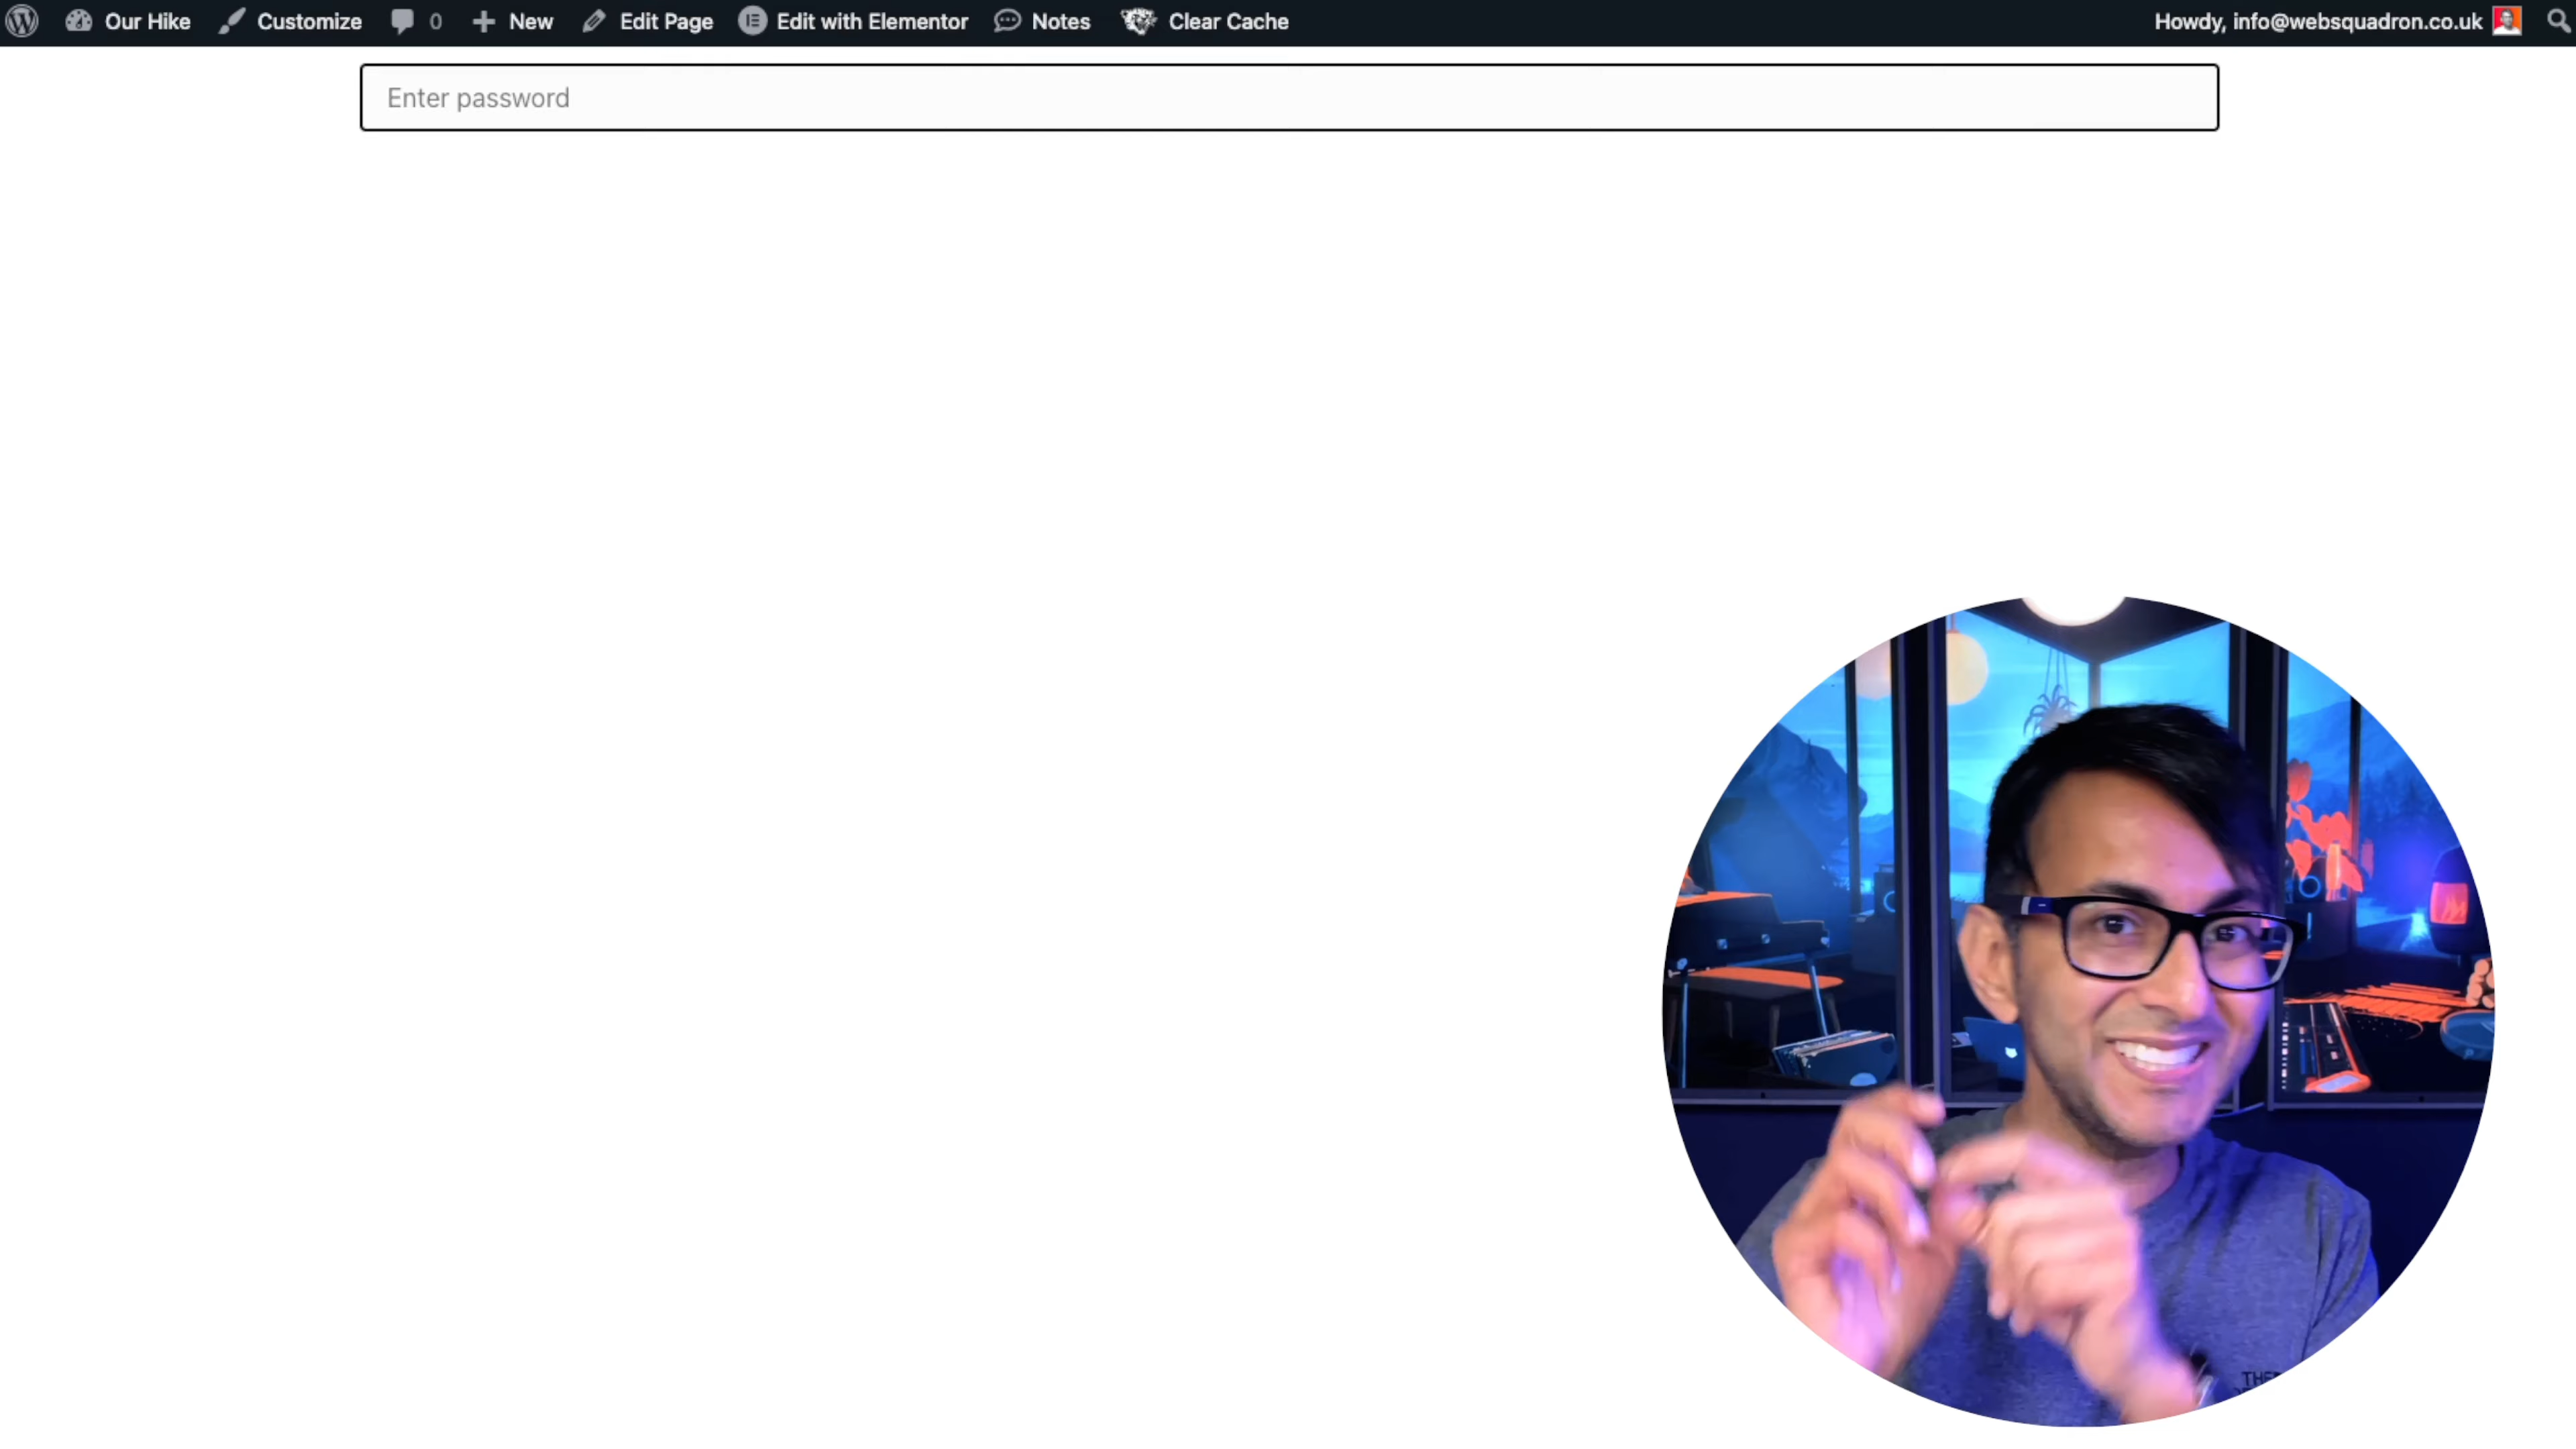 Our Hike Customize 0 New Edit Page Edit with Elementor Notes Clear Cache Howdy, info@websquadron.co.uk
Enter password
THE